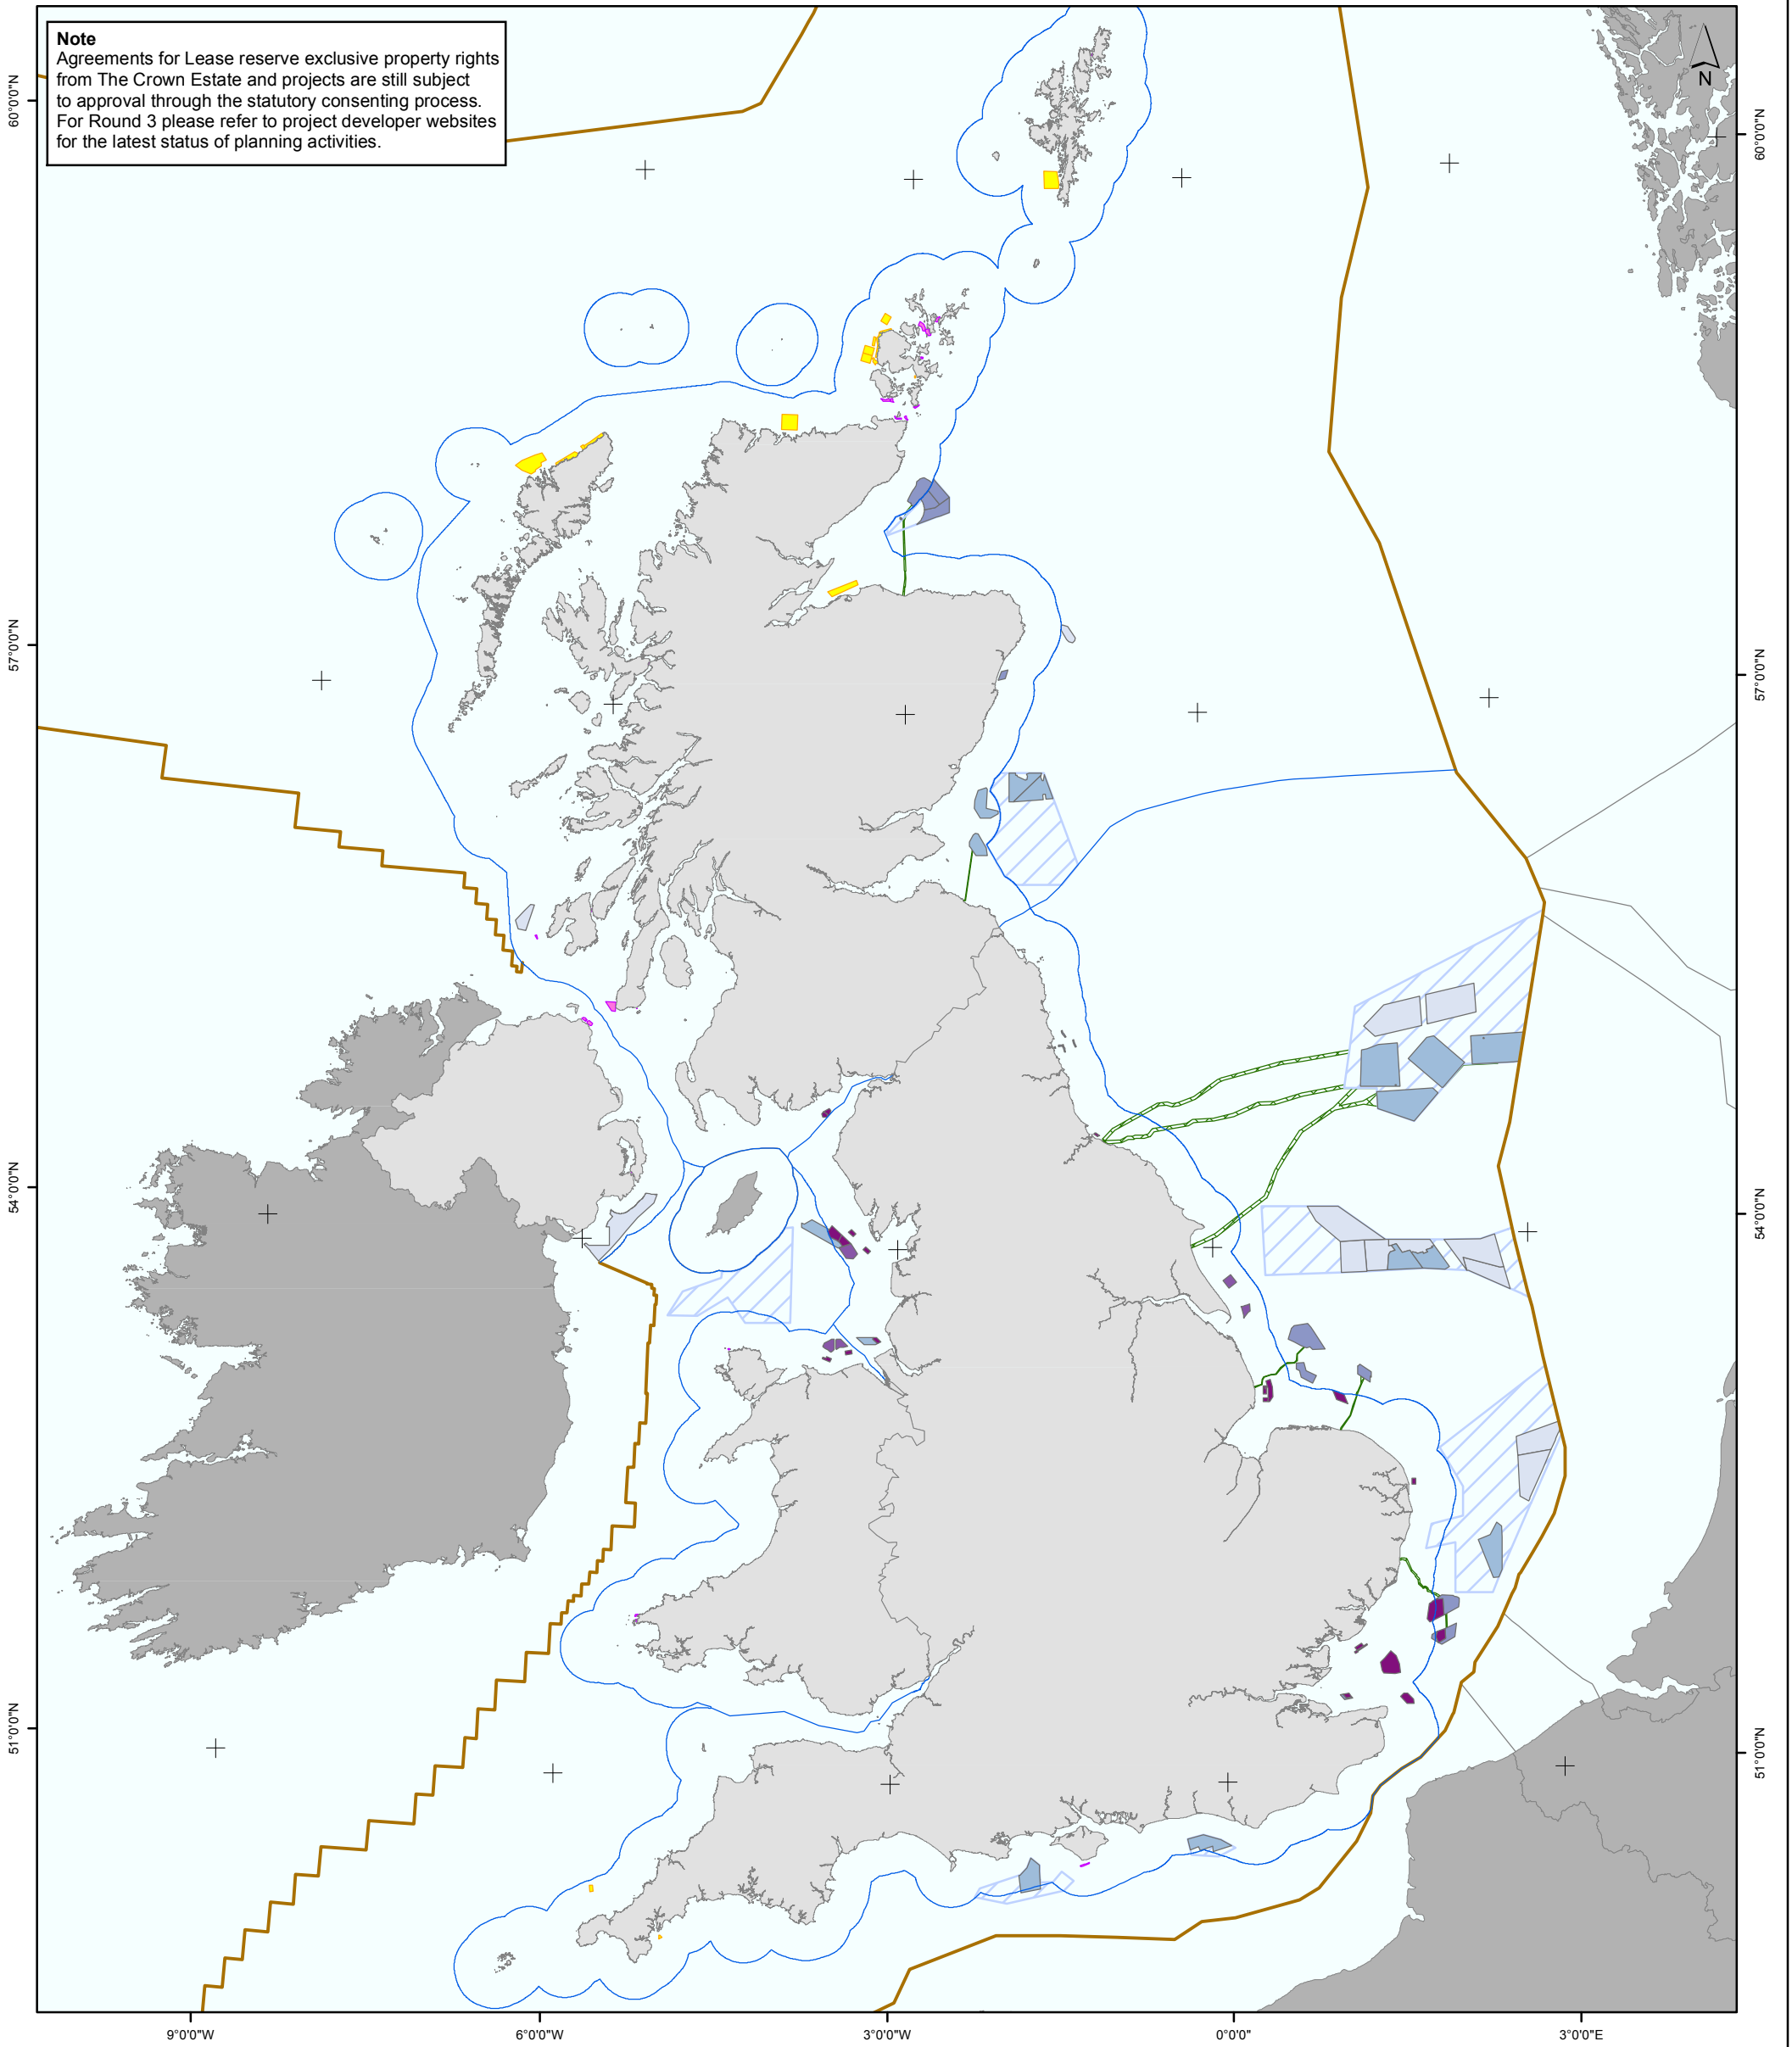 Note
Agreements for Lease reserve exclusive property rights
from The Crown Estate and projects are still subject
to approval through the statutory consenting process.
For Round 3 please refer to project developer websites
for the latest status of planning activities.
N
60°0'0"N
60°0'0"N
57°0'0"N
57°0'0"N
54°0'0"N
54°0'0"N
51°0'0"N
51°0'0"N
9°0'0"W
6°0'0"W
3°0'0"W
0°0'0"
3°0'0"E